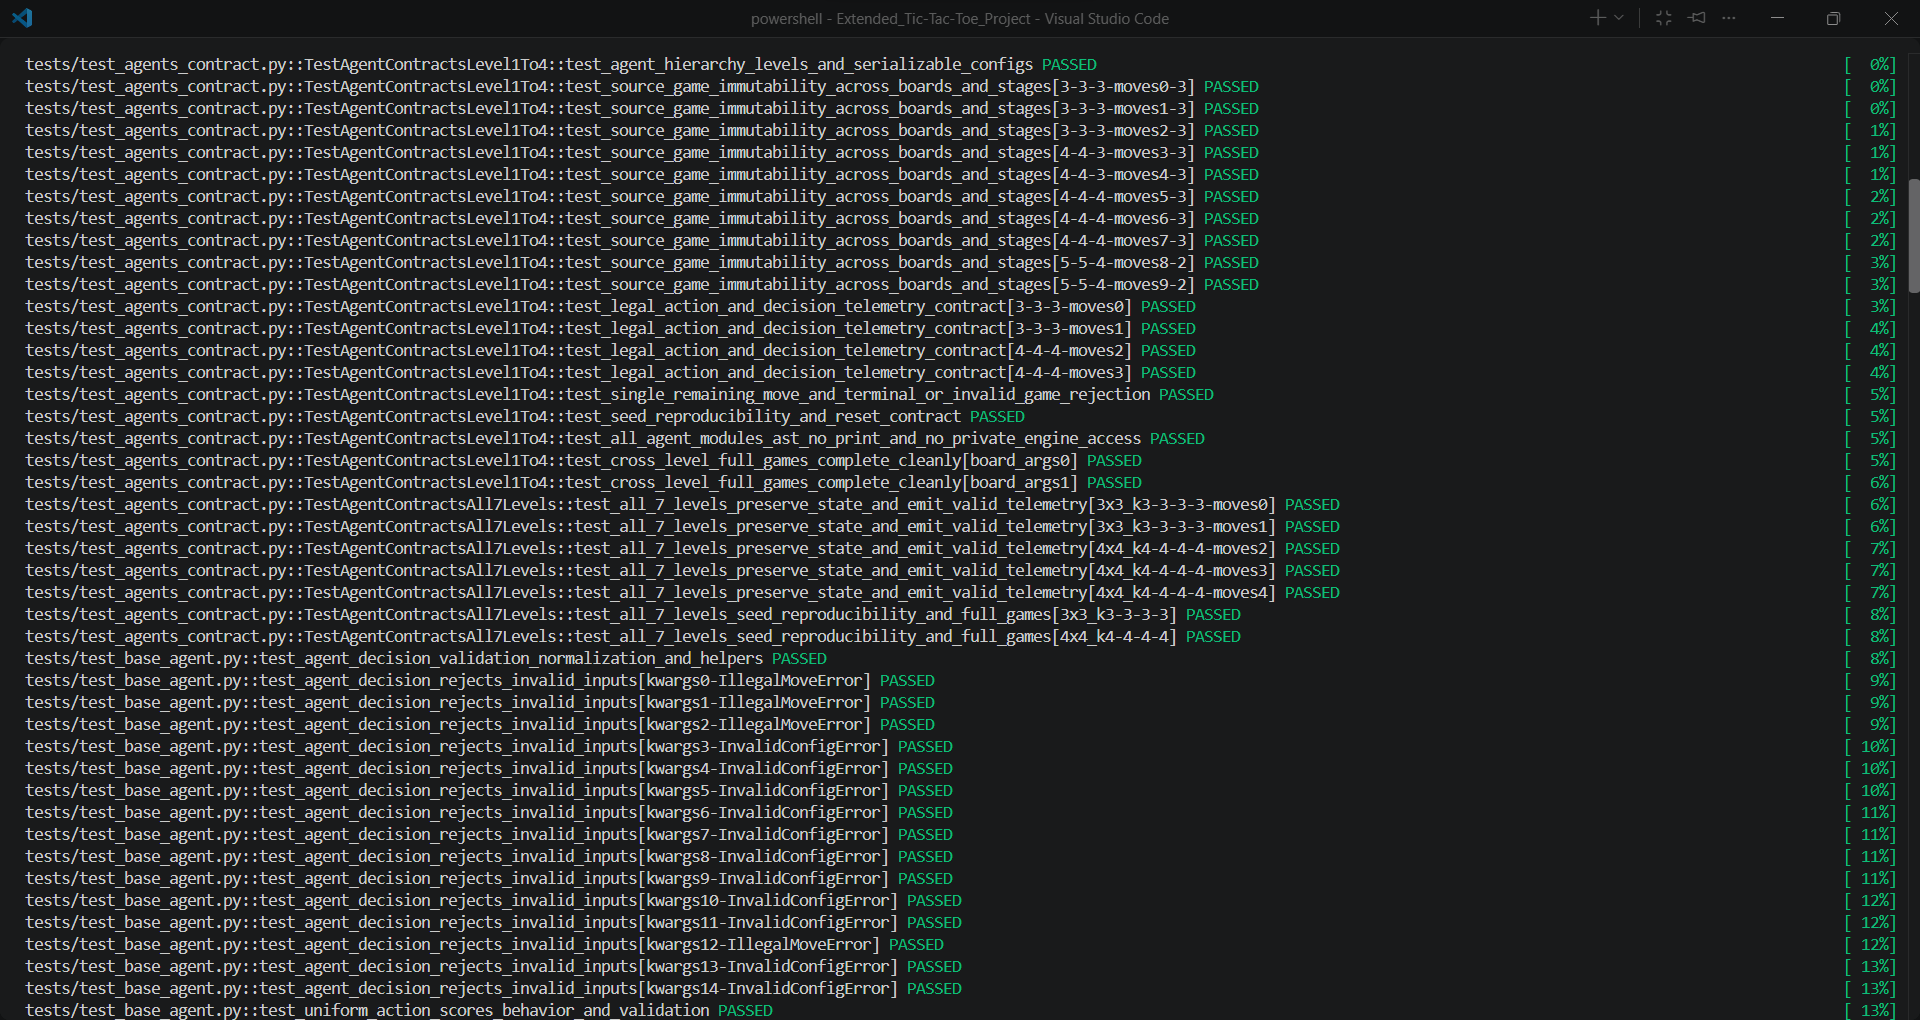 powershell - Extended_Tic-Tac-Toe_Project - Visual Studio Code
tests/test_agents_contract.py::TestAgentContractsLevel1To4::test_agent_hierarchy_levels_and_serializable_configs PASSED [  0%]
tests/test_agents_contract.py::TestAgentContractsLevel1To4::test_source_game_immutability_across_boards_and_stages[3-3-3-moves0-3] PASSED [  0%]
tests/test_agents_contract.py::TestAgentContractsLevel1To4::test_source_game_immutability_across_boards_and_stages[3-3-3-moves1-3] PASSED [  0%]
tests/test_agents_contract.py::TestAgentContractsLevel1To4::test_source_game_immutability_across_boards_and_stages[3-3-3-moves2-3] PASSED [  1%]
tests/test_agents_contract.py::TestAgentContractsLevel1To4::test_source_game_immutability_across_boards_and_stages[4-4-3-moves3-3] PASSED [  1%]
tests/test_agents_contract.py::TestAgentContractsLevel1To4::test_source_game_immutability_across_boards_and_stages[4-4-3-moves4-3] PASSED [  1%]
tests/test_agents_contract.py::TestAgentContractsLevel1To4::test_source_game_immutability_across_boards_and_stages[4-4-4-moves5-3] PASSED [  2%]
tests/test_agents_contract.py::TestAgentContractsLevel1To4::test_source_game_immutability_across_boards_and_stages[4-4-4-moves6-3] PASSED [  2%]
tests/test_agents_contract.py::TestAgentContractsLevel1To4::test_source_game_immutability_across_boards_and_stages[4-4-4-moves7-3] PASSED [  2%]
tests/test_agents_contract.py::TestAgentContractsLevel1To4::test_source_game_immutability_across_boards_and_stages[5-5-4-moves8-2] PASSED [  3%]
tests/test_agents_contract.py::TestAgentContractsLevel1To4::test_source_game_immutability_across_boards_and_stages[5-5-4-moves9-2] PASSED [  3%]
tests/test_agents_contract.py::TestAgentContractsLevel1To4::test_legal_action_and_decision_telemetry_contract[3-3-3-moves0] PASSED [  3%]
tests/test_agents_contract.py::TestAgentContractsLevel1To4::test_legal_action_and_decision_telemetry_contract[3-3-3-moves1] PASSED [  4%]
tests/test_agents_contract.py::TestAgentContractsLevel1To4::test_legal_action_and_decision_telemetry_contract[4-4-4-moves2] PASSED [  4%]
tests/test_agents_contract.py::TestAgentContractsLevel1To4::test_legal_action_and_decision_telemetry_contract[4-4-4-moves3] PASSED [  4%]
tests/test_agents_contract.py::TestAgentContractsLevel1To4::test_single_remaining_move_and_terminal_or_invalid_game_rejection PASSED [  5%]
tests/test_agents_contract.py::TestAgentContractsLevel1To4::test_seed_reproducibility_and_reset_contract PASSED [  5%]
tests/test_agents_contract.py::TestAgentContractsLevel1To4::test_all_agent_modules_ast_no_print_and_no_private_engine_access PASSED [  5%]
tests/test_agents_contract.py::TestAgentContractsLevel1To4::test_cross_level_full_games_complete_cleanly[board_args0] PASSED [  5%]
tests/test_agents_contract.py::TestAgentContractsLevel1To4::test_cross_level_full_games_complete_cleanly[board_args1] PASSED [  6%]
tests/test_agents_contract.py::TestAgentContractsAll7Levels::test_all_7_levels_preserve_state_and_emit_valid_telemetry[3x3_k3-3-3-3-moves0] PASSED [  6%]
tests/test_agents_contract.py::TestAgentContractsAll7Levels::test_all_7_levels_preserve_state_and_emit_valid_telemetry[3x3_k3-3-3-3-moves1] PASSED [  6%]
tests/test_agents_contract.py::TestAgentContractsAll7Levels::test_all_7_levels_preserve_state_and_emit_valid_telemetry[4x4_k4-4-4-4-moves2] PASSED [  7%]
tests/test_agents_contract.py::TestAgentContractsAll7Levels::test_all_7_levels_preserve_state_and_emit_valid_telemetry[4x4_k4-4-4-4-moves3] PASSED [  7%]
tests/test_agents_contract.py::TestAgentContractsAll7Levels::test_all_7_levels_preserve_state_and_emit_valid_telemetry[4x4_k4-4-4-4-moves4] PASSED [  7%]
tests/test_agents_contract.py::TestAgentContractsAll7Levels::test_all_7_levels_seed_reproducibility_and_full_games[3x3_k3-3-3-3] PASSED [  8%]
tests/test_agents_contract.py::TestAgentContractsAll7Levels::test_all_7_levels_seed_reproducibility_and_full_games[4x4_k4-4-4-4] PASSED [  8%]
tests/test_base_agent.py::test_agent_decision_validation_normalization_and_helpers PASSED [  8%]
tests/test_base_agent.py::test_agent_decision_rejects_invalid_inputs[kwargs0-IllegalMoveError] PASSED [  9%]
tests/test_base_agent.py::test_agent_decision_rejects_invalid_inputs[kwargs1-IllegalMoveError] PASSED [  9%]
tests/test_base_agent.py::test_agent_decision_rejects_invalid_inputs[kwargs2-IllegalMoveError] PASSED [  9%]
tests/test_base_agent.py::test_agent_decision_rejects_invalid_inputs[kwargs3-InvalidConfigError] PASSED [ 10%]
tests/test_base_agent.py::test_agent_decision_rejects_invalid_inputs[kwargs4-InvalidConfigError] PASSED [ 10%]
tests/test_base_agent.py::test_agent_decision_rejects_invalid_inputs[kwargs5-InvalidConfigError] PASSED [ 10%]
tests/test_base_agent.py::test_agent_decision_rejects_invalid_inputs[kwargs6-InvalidConfigError] PASSED [ 11%]
tests/test_base_agent.py::test_agent_decision_rejects_invalid_inputs[kwargs7-InvalidConfigError] PASSED [ 11%]
tests/test_base_agent.py::test_agent_decision_rejects_invalid_inputs[kwargs8-InvalidConfigError] PASSED [ 11%]
tests/test_base_agent.py::test_agent_decision_rejects_invalid_inputs[kwargs9-InvalidConfigError] PASSED [ 11%]
tests/test_base_agent.py::test_agent_decision_rejects_invalid_inputs[kwargs10-InvalidConfigError] PASSED [ 12%]
tests/test_base_agent.py::test_agent_decision_rejects_invalid_inputs[kwargs11-InvalidConfigError] PASSED [ 12%]
tests/test_base_agent.py::test_agent_decision_rejects_invalid_inputs[kwargs12-IllegalMoveError] PASSED [ 12%]
tests/test_base_agent.py::test_agent_decision_rejects_invalid_inputs[kwargs13-InvalidConfigError] PASSED [ 13%]
tests/test_base_agent.py::test_agent_decision_rejects_invalid_inputs[kwargs14-InvalidConfigError] PASSED [ 13%]
tests/test_base_agent.py::test_uniform_action_scores_behavior_and_validation PASSED [ 13%]